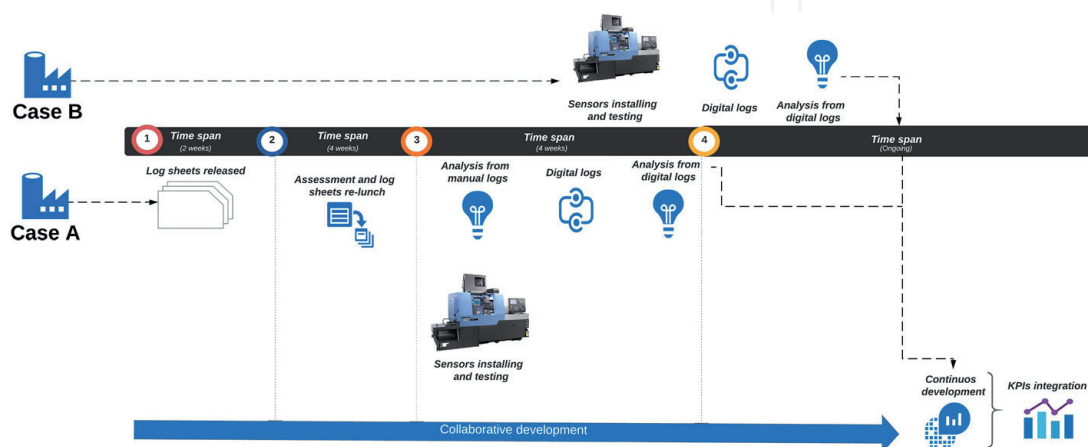 Case B
Sensors installing
and testing
Digital logs
Analysis from
digital logs
1
Time span
(2 weeks)
2
Time span
(4 weeks)
3
Time span
(4 weeks)
4
Time span
(Ongoing)
Case A
Log sheets released
Assessment and log
sheets re-lunch
Analysis from
manual logs
Digital logs
Analysis from
digital logs
Sensors installing
and testing
Continuos
development
KPIs integration
Collaborative development